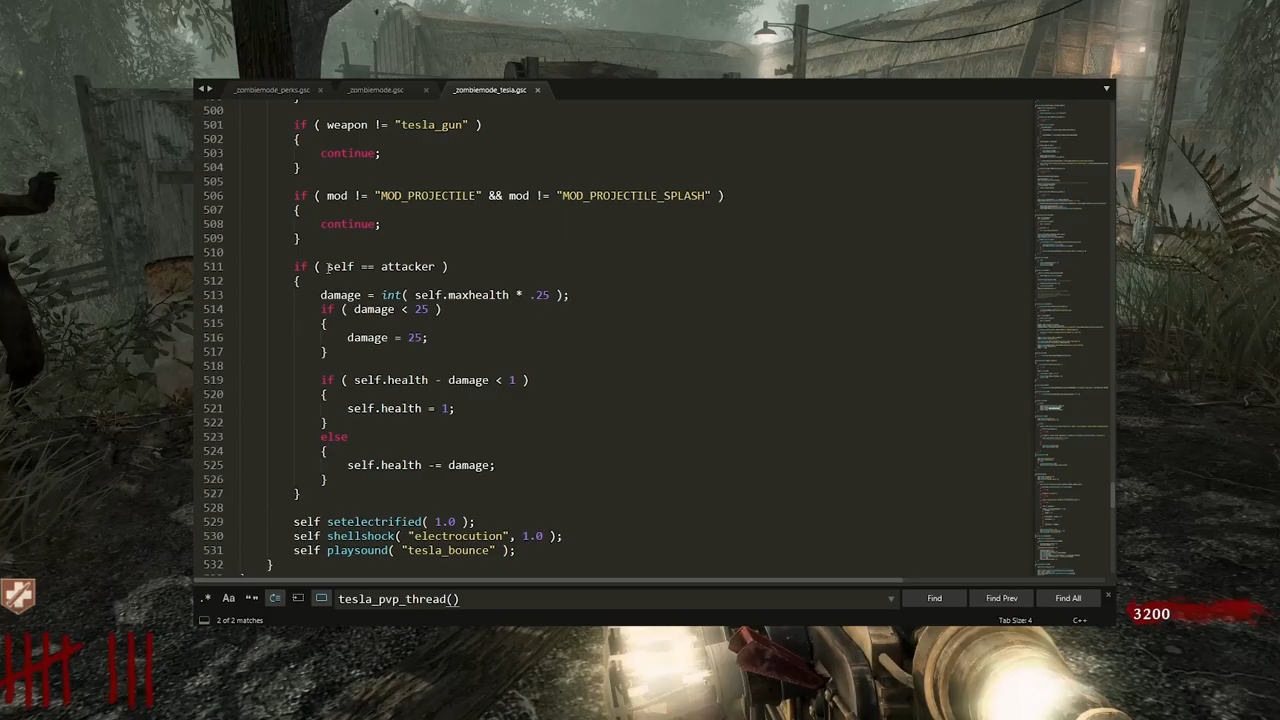 _zombiemode_perks.gsc × _zombiemode.gsc × _zombiemode_tesla.gsc ×
500 }
501 if ( weapon != "tesla_gun" )
502 {
503 continue;
504 }
505
506 if ( mod != "MOD_PROJECTILE" && mod != "MOD_PROJECTILE_SPLASH" )
507 {
508 continue;
509 }
510
511 if ( self == attacker )
512 {
513 damage = int( self.maxhealth * .25 );
514 if ( damage < 25 )
515 {
516 damage = 25;
517 }
518
519 if ( self.health - damage < 1 )
520 {
521 self.health = 1;
522 }
523 else
524 {
525 self.health -= damage;
526 }
527 }
528
529 self setelectrified( 1.0 );
530 self shellshock( "electrocution", 1.0 );
531 self playsound( "tesla_bounce" );
532 }
.* Aa “ ” tesla_pvp_thread() Find Find Prev Find All ×
2 of 2 matches Tab Size: 4 C++
3200